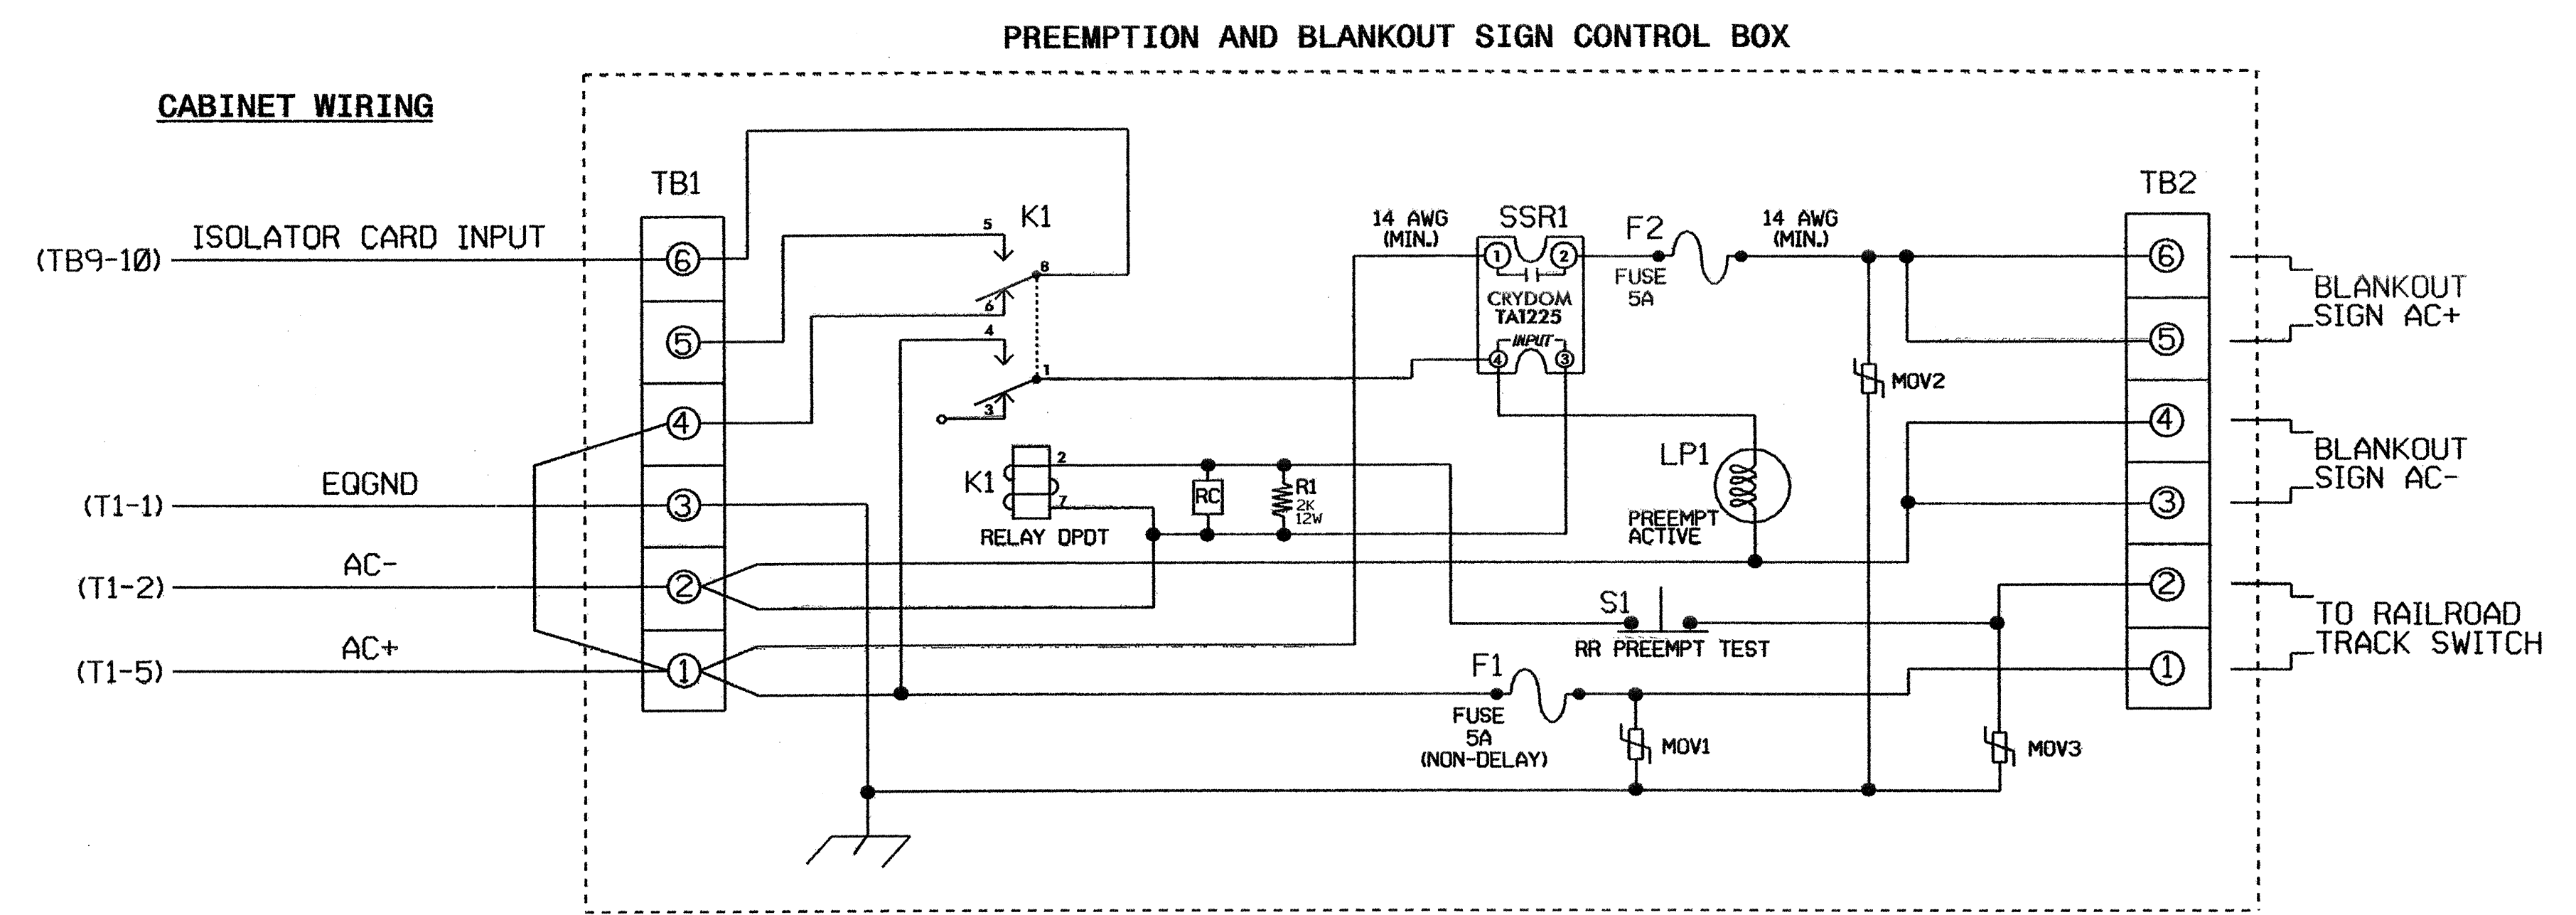 PREEMPTION AND BLANKOUT SIGN CONTROL BOX
CABINET WIRING
TB1
(TB9-10) ISOLATOR CARD INPUT
6
5
4
(T1-1) EQGND
3
(T1-2) AC-
2
(T1-5) AC+
1
5
K1
8
6
4
1
3
K1
2
7
RELAY DPDT
RC
R1
2K
12W
14 AWG
(MIN.)
SSR1
1 2
CRYDOM
TA1225
INPUT
4 3
F2
FUSE
5A
14 AWG
(MIN.)
MOV2
LP1
PREEMPT
ACTIVE
S1
RR PREEMPT TEST
F1
FUSE
5A
(NON-DELAY)
MOV1
MOV3
TB2
6
5
4
3
2
1
BLANKOUT
SIGN AC+
BLANKOUT
SIGN AC-
TO RAILROAD
TRACK SWITCH